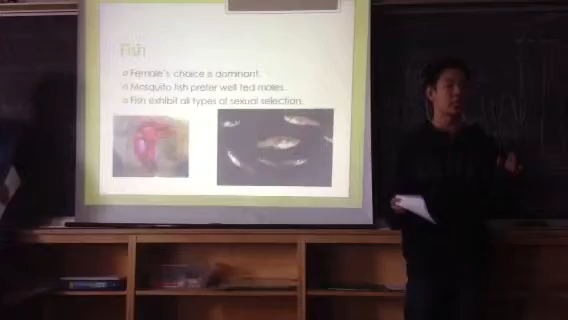 Fish
Female's choice is dominant.
Mosquito fish prefer well fed males.
Fish exhibit all types of sexual selection.